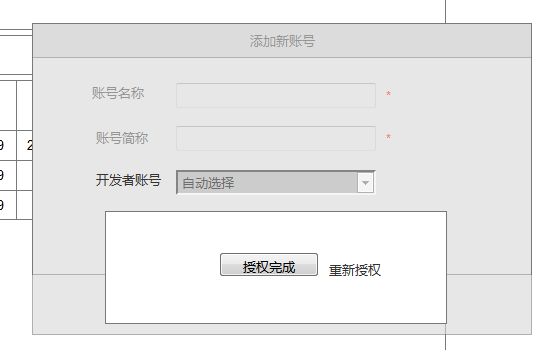 添加新账号
账号名称 *
账号简称 *
9 2
开发者账号 自动选择
9
9
授权完成 重新授权